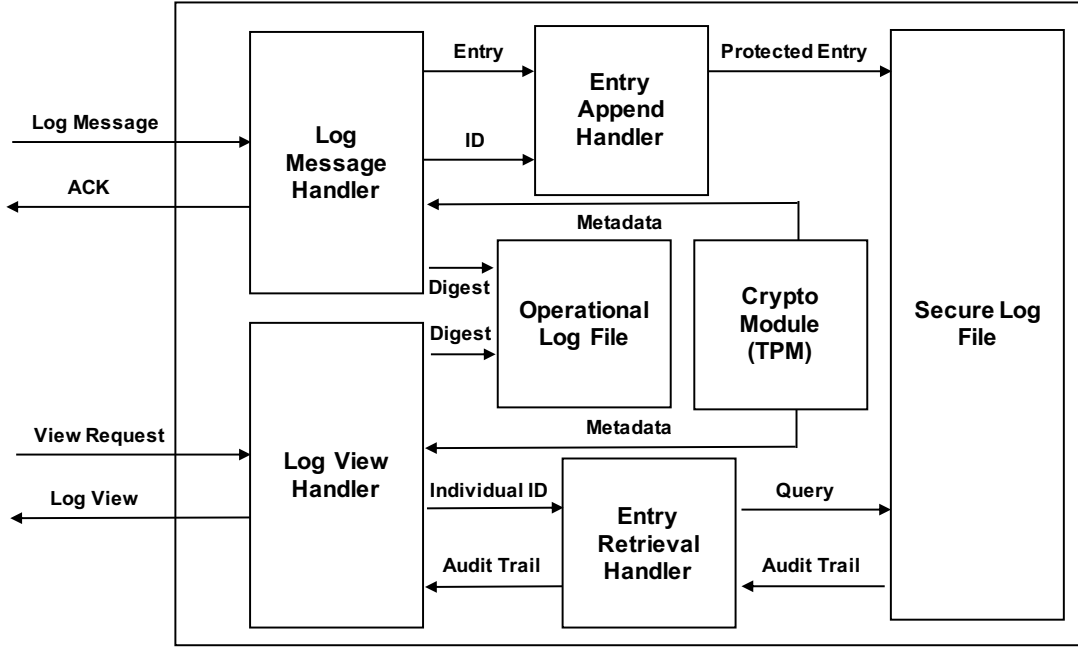 Entry
Protected Entry
Entry
Append
Handler
Log Message
Log
Message
Handler
ID
ACK
Metadata
Digest
Operational
Log File
Crypto
Module
(TPM)
Secure Log
File
Digest
Metadata
View Request
Log View
Handler
Log View
Individual ID
Entry
Retrieval
Handler
Query
Audit Trail
Audit Trail